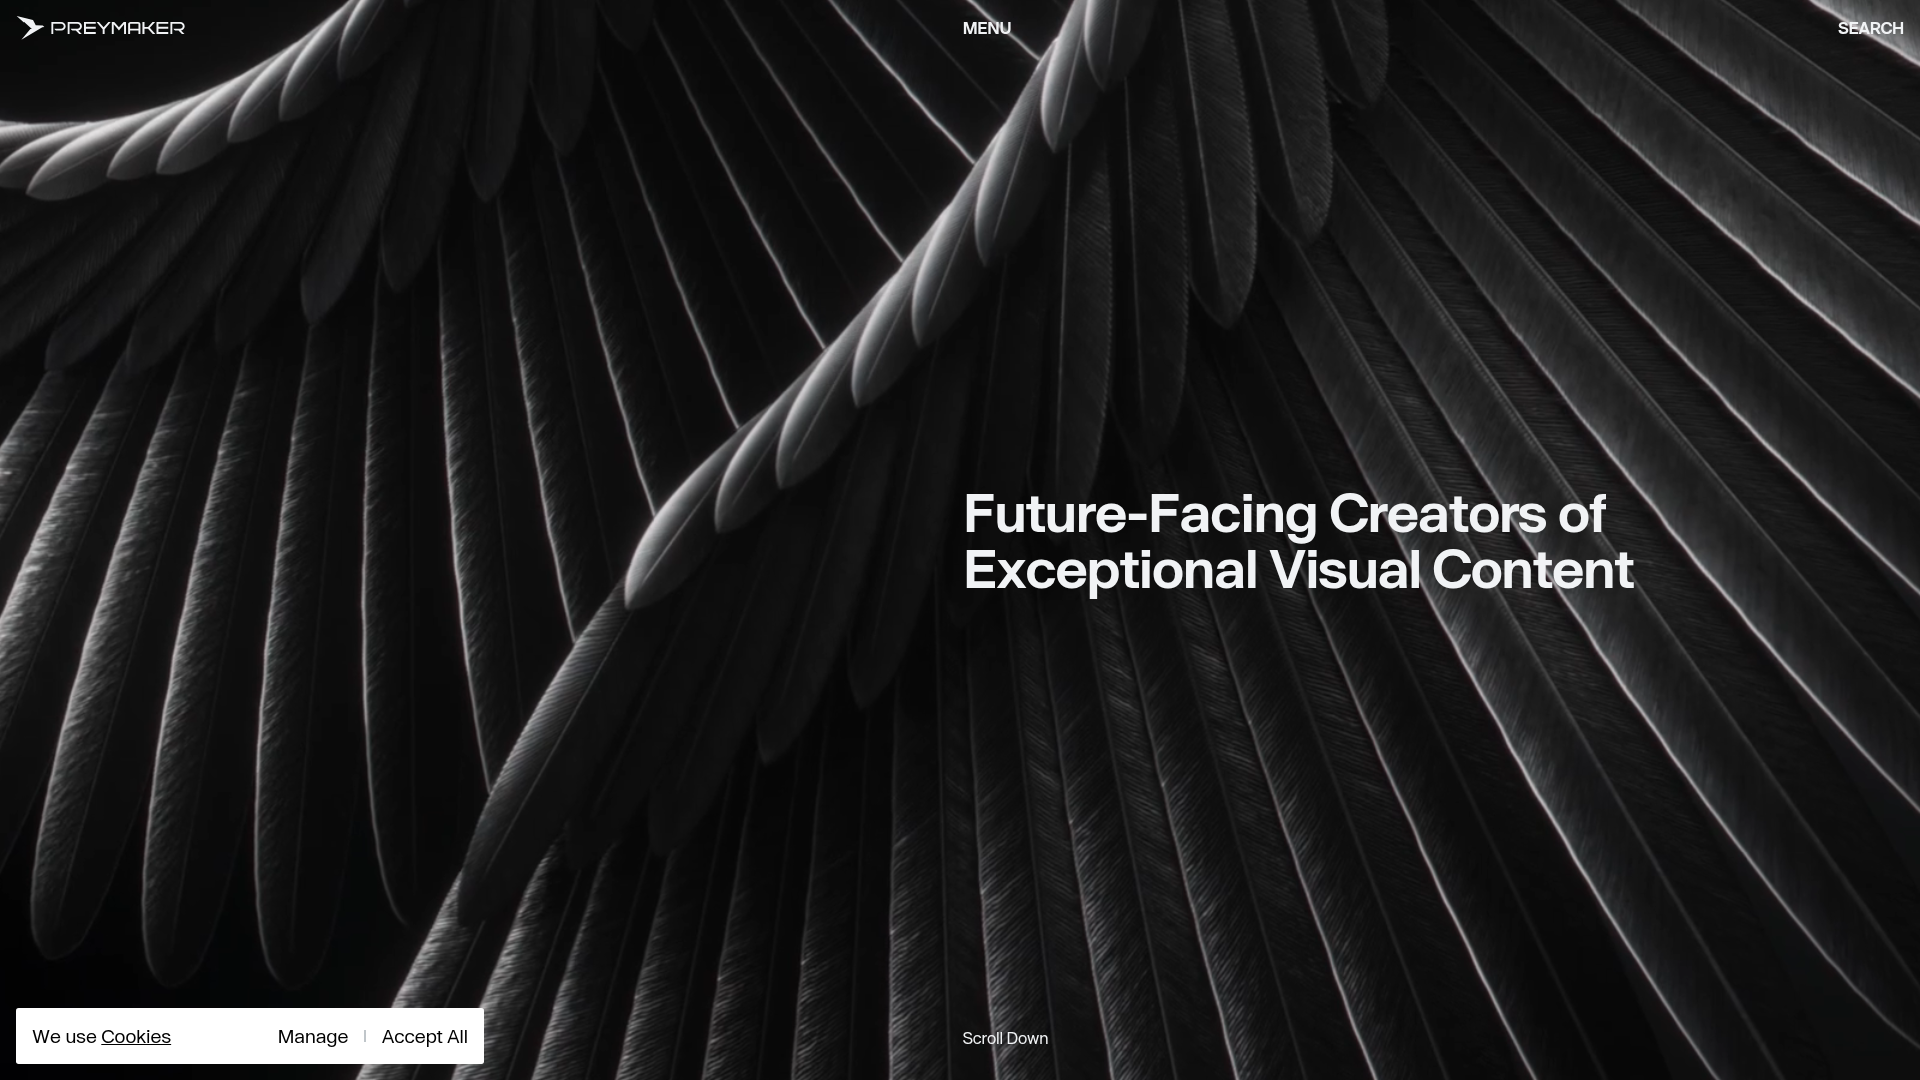 PREYMAKER
MENU
SEARCH
Future-Facing Creators of
Exceptional Visual Content
We use Cookies
Manage | Accept All
Scroll Down